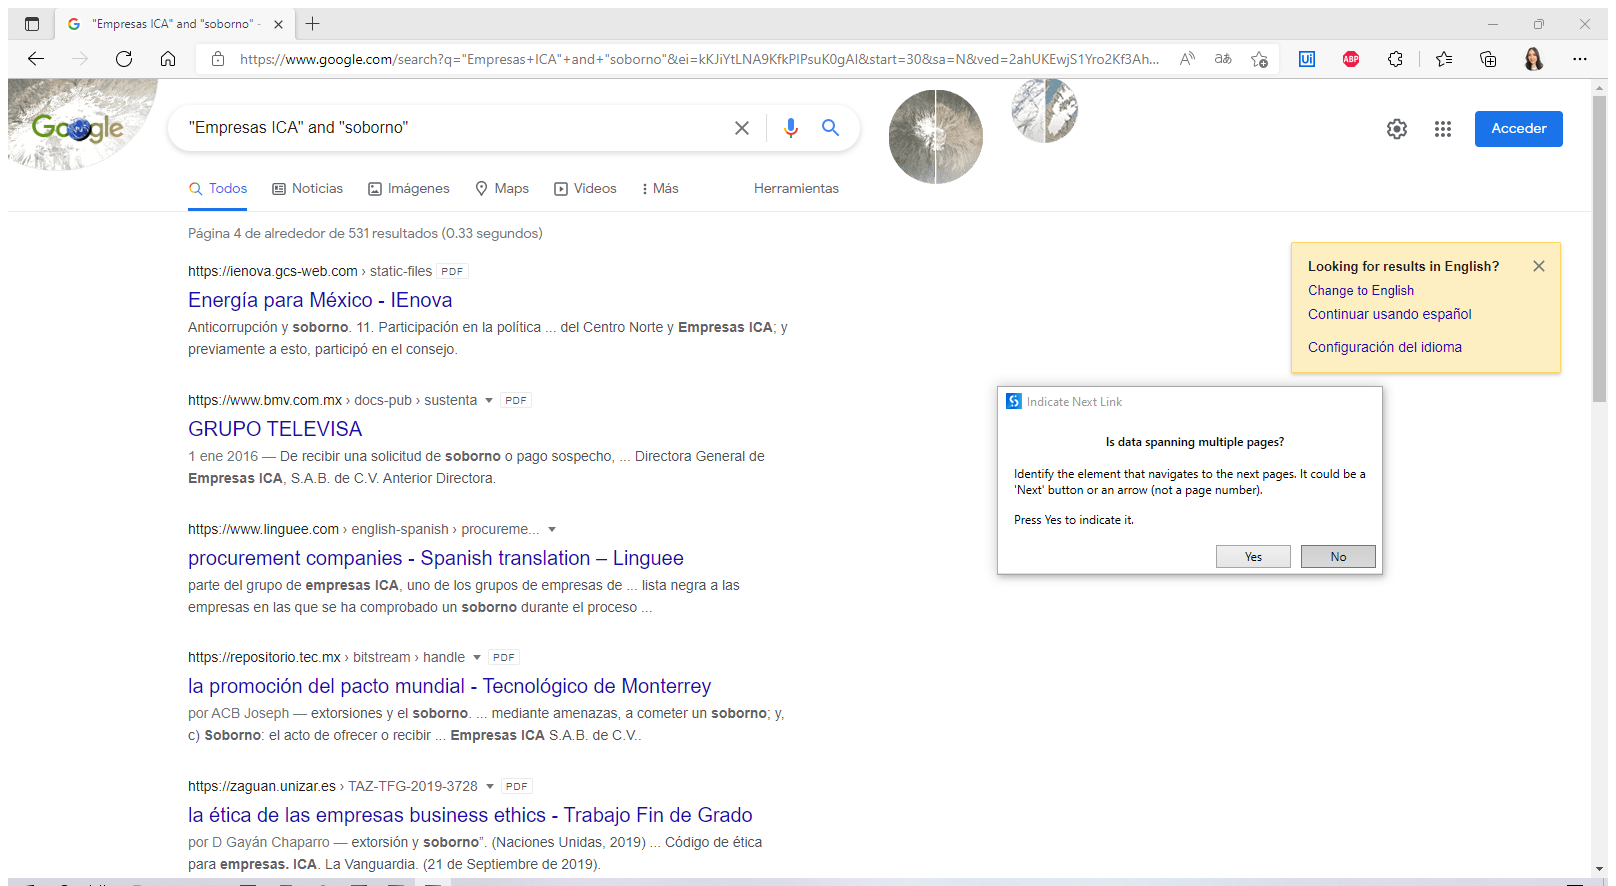 "Empresas ICA" and "soborno" -
https://www.google.com/search?q="Empresas+ICA"+and+"soborno"&ei=kKJiYtLNA9KfkPIPsuK0gAI&start=30&sa=N&ved=2ahUKEwjS1Yro2Kf3Ah...
ABP
Google
"Empresas ICA" and "soborno"
Acceder
Todos Noticias Imágenes Maps Videos Más Herramientas
Página 4 de alrededor de 531 resultados (0.33 segundos)
https://ienova.gcs-web.com › static-files PDF
Energía para México - IEnova
Anticorrupción y soborno. 11. Participación en la política ... del Centro Norte y Empresas ICA; y
previamente a esto, participó en el consejo.
https://www.bmv.com.mx › docs-pub › sustenta PDF
GRUPO TELEVISA
1 ene 2016 — De recibir una solicitud de soborno o pago sospecho, ... Directora General de
Empresas ICA, S.A.B. de C.V. Anterior Directora.
https://www.linguee.com › english-spanish › procureme...
procurement companies - Spanish translation – Linguee
parte del grupo de empresas ICA, uno de los grupos de empresas de ... lista negra a las
empresas en las que se ha comprobado un soborno durante el proceso ...
https://repositorio.tec.mx › bitstream › handle PDF
la promoción del pacto mundial - Tecnológico de Monterrey
por ACB Joseph — extorsiones y el soborno. ... mediante amenazas, a cometer un soborno; y,
c) Soborno: el acto de ofrecer o recibir ... Empresas ICA S.A.B. de C.V..
https://zaguan.unizar.es › TAZ-TFG-2019-3728 PDF
la ética de las empresas business ethics - Trabajo Fin de Grado
por D Gayán Chaparro — extorsión y soborno”. (Naciones Unidas, 2019) ... Código de ética
para empresas. ICA. La Vanguardia. (21 de Septiembre de 2019).
Looking for results in English?
Change to English
Continuar usando español
Configuración del idioma
Indicate Next Link
Is data spanning multiple pages?
Identify the element that navigates to the next pages. It could be a
'Next' button or an arrow (not a page number).
Press Yes to indicate it.
Yes No